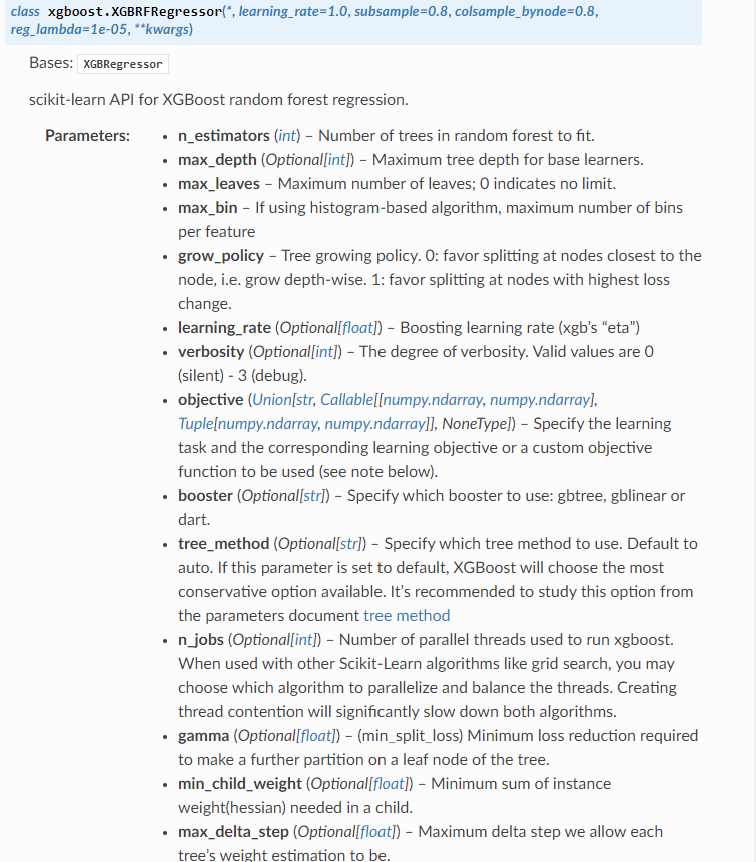 class xgboost.XGBRFRegressor(*, learning_rate=1.0, subsample=0.8, colsample_bynode=0.8,
reg_lambda=1e-05, **kwargs)
Bases: XGBRegressor
scikit-learn API for XGBoost random forest regression.
Parameters:
• n_estimators (int) – Number of trees in random forest to fit.
• max_depth (Optional[int]) – Maximum tree depth for base learners.
• max_leaves – Maximum number of leaves; 0 indicates no limit.
• max_bin – If using histogram-based algorithm, maximum number of bins
per feature
• grow_policy – Tree growing policy. 0: favor splitting at nodes closest to the
node, i.e. grow depth-wise. 1: favor splitting at nodes with highest loss
change.
• learning_rate (Optional[float]) – Boosting learning rate (xgb’s “eta”)
• verbosity (Optional[int]) – The degree of verbosity. Valid values are 0
(silent) - 3 (debug).
• objective (Union[str, Callable[[numpy.ndarray, numpy.ndarray],
Tuple[numpy.ndarray, numpy.ndarray]], NoneType]) – Specify the learning
task and the corresponding learning objective or a custom objective
function to be used (see note below).
• booster (Optional[str]) – Specify which booster to use: gbtree, gblinear or
dart.
• tree_method (Optional[str]) – Specify which tree method to use. Default to
auto. If this parameter is set to default, XGBoost will choose the most
conservative option available. It’s recommended to study this option from
the parameters document tree method
• n_jobs (Optional[int]) – Number of parallel threads used to run xgboost.
When used with other Scikit-Learn algorithms like grid search, you may
choose which algorithm to parallelize and balance the threads. Creating
thread contention will significantly slow down both algorithms.
• gamma (Optional[float]) – (min_split_loss) Minimum loss reduction required
to make a further partition on a leaf node of the tree.
• min_child_weight (Optional[float]) – Minimum sum of instance
weight(hessian) needed in a child.
• max_delta_step (Optional[float]) – Maximum delta step we allow each
tree’s weight estimation to be.